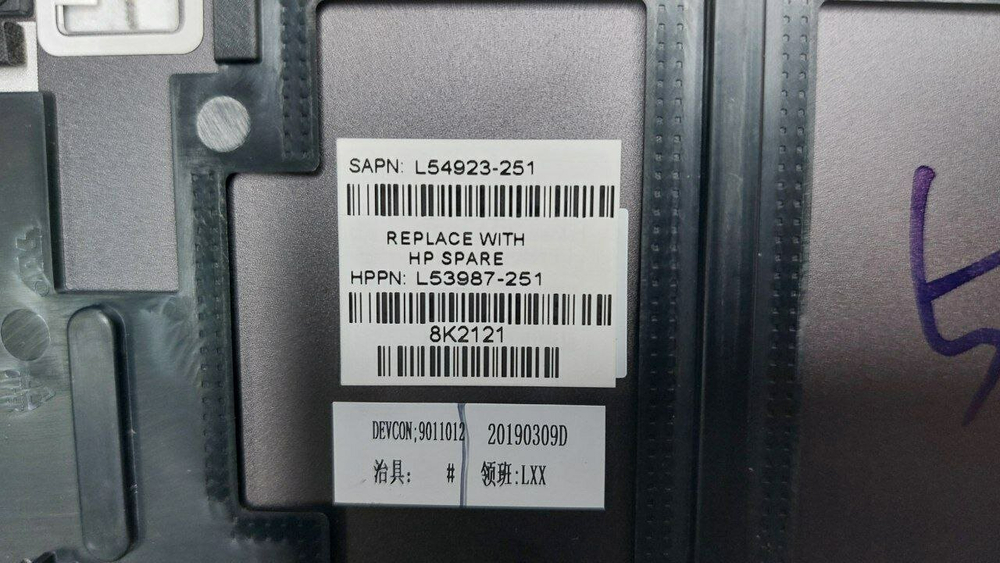 SAPN: L54923-251
REPLACE WITH
HP SPARE
HPPN: L53987-251
8K2121
DEVCON;9011012 20190309D
治具: # 领班:LXX